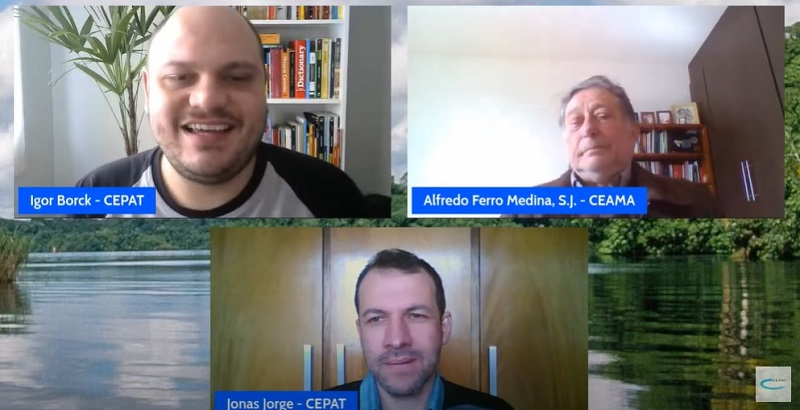 Dictionary
Igor Borck - CEPAT
Alfredo Ferro Medina, S.J. - CEAMA
Jonas Jorge - CEPAT